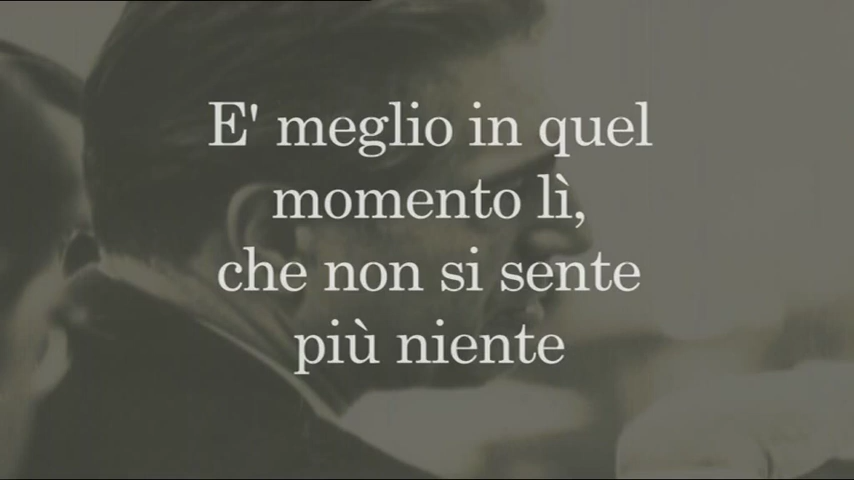 E' meglio in quel
momento lì,
che non si sente
più niente